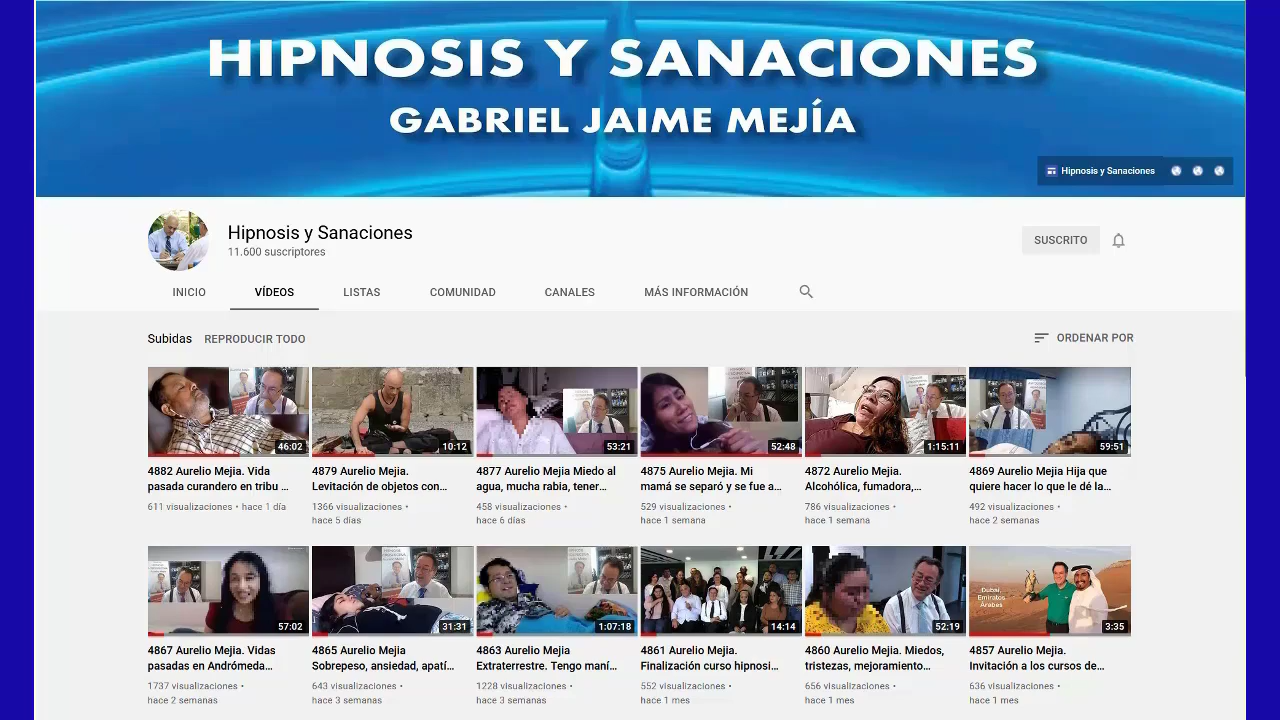 HIPNOSIS Y SANACIONES
GABRIEL JAIME MEJÍA
Hipnosis y Sanaciones
Hipnosis y Sanaciones
11.600 suscriptores
SUSCRITO
INICIO VÍDEOS LISTAS COMUNIDAD CANALES MÁS INFORMACIÓN
Subidas REPRODUCIR TODO ORDENAR POR
46:02
4882 Aurelio Mejia. Vida
pasada curandero en tribu ...
611 visualizaciones • hace 1 día
10:12
4879 Aurelio Mejia.
Levitación de objetos con...
1366 visualizaciones •
hace 5 días
53:21
4877 Aurelio Mejia Miedo al
agua, mucha rabia, tener...
458 visualizaciones •
hace 6 días
52:48
4875 Aurelio Mejia. Mi
mamá se separó y se fue a...
529 visualizaciones •
hace 1 semana
1:15:11
4872 Aurelio Mejia.
Alcohólica, fumadora,...
786 visualizaciones •
hace 1 semana
59:51
4869 Aurelio Mejia Hija que
quiere hacer lo que le dé la...
492 visualizaciones •
hace 2 semanas
57:02
4867 Aurelio Mejia. Vidas
pasadas en Andrómeda...
1737 visualizaciones •
hace 2 semanas
31:31
4865 Aurelio Mejia.
Sobrepeso, ansiedad, apatí...
643 visualizaciones •
hace 3 semanas
1:07:18
4863 Aurelio Mejia
Extraterrestre. Tengo maní...
1228 visualizaciones •
hace 3 semanas
14:14
4861 Aurelio Mejia.
Finalización curso hipnosi...
552 visualizaciones •
hace 1 mes
52:19
4860 Aurelio Mejia. Miedos,
tristezas, mejoramiento...
656 visualizaciones •
hace 1 mes
Dubai,
Emiratos
Árabes
3:35
4857 Aurelio Mejia.
Invitación a los cursos de...
636 visualizaciones •
hace 1 mes